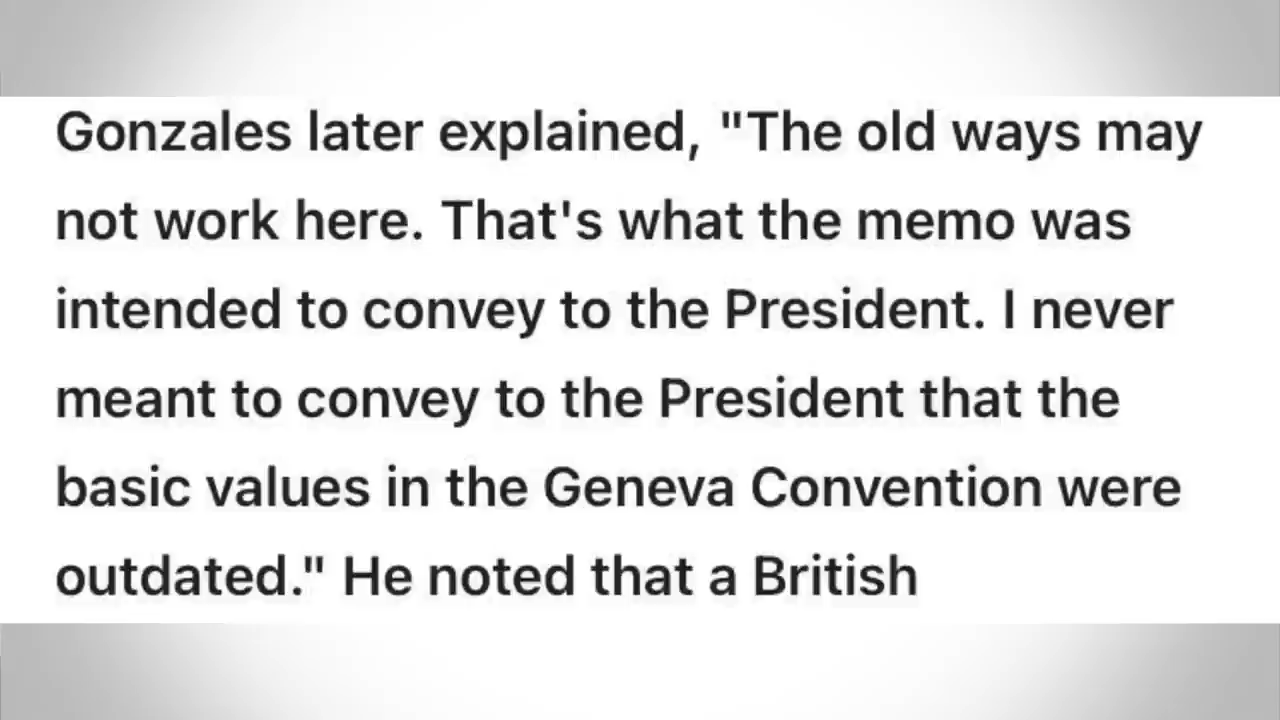 Gonzales later explained, "The old ways may
not work here. That's what the memo was
intended to convey to the President. I never
meant to convey to the President that the
basic values in the Geneva Convention were
outdated." He noted that a British